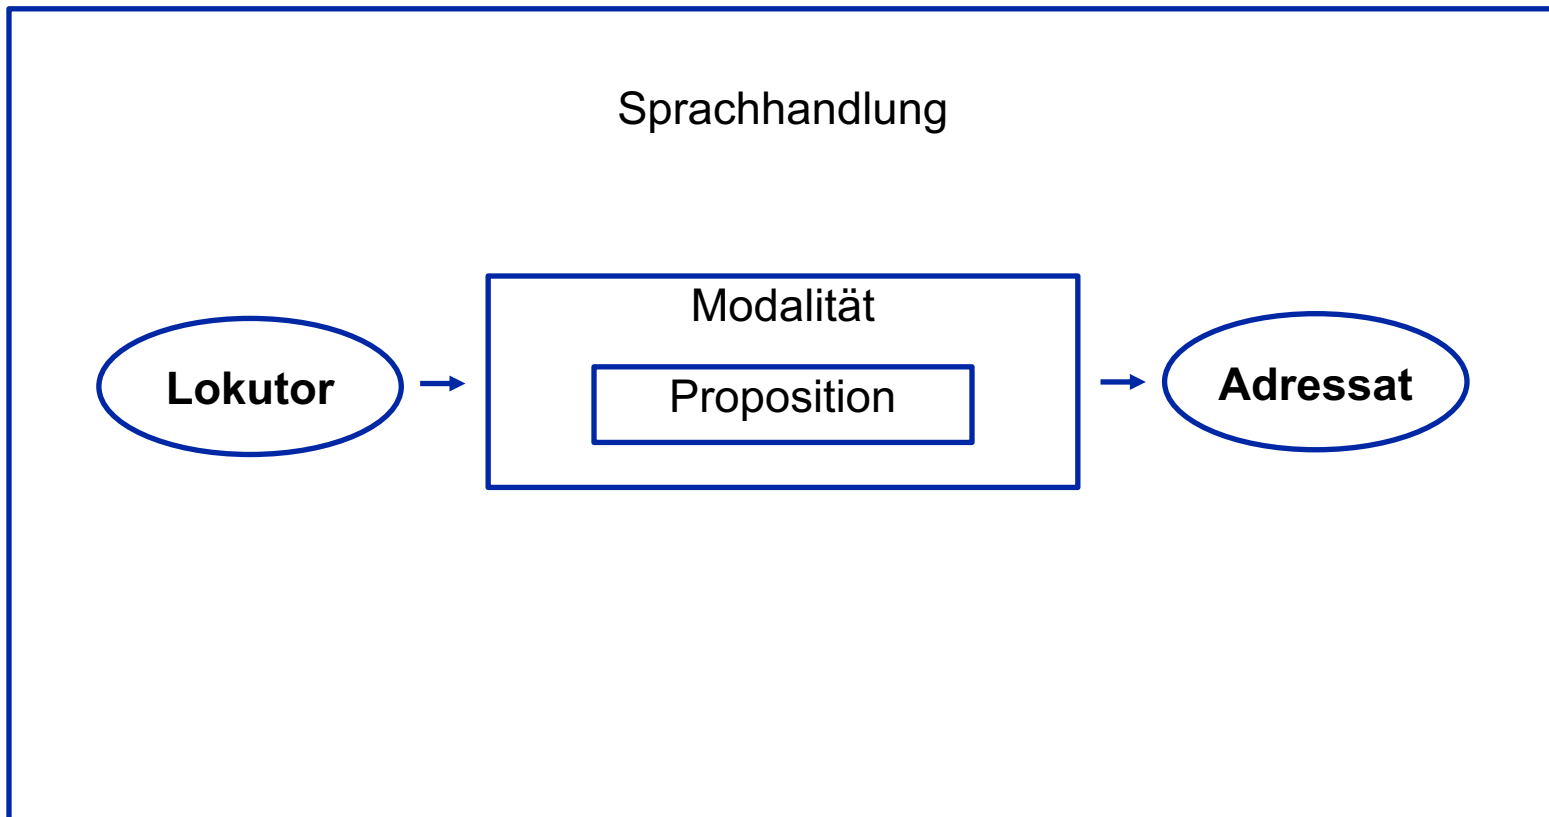 Sprachhandlung
Modalität
Lokutor
Proposition
Adressat